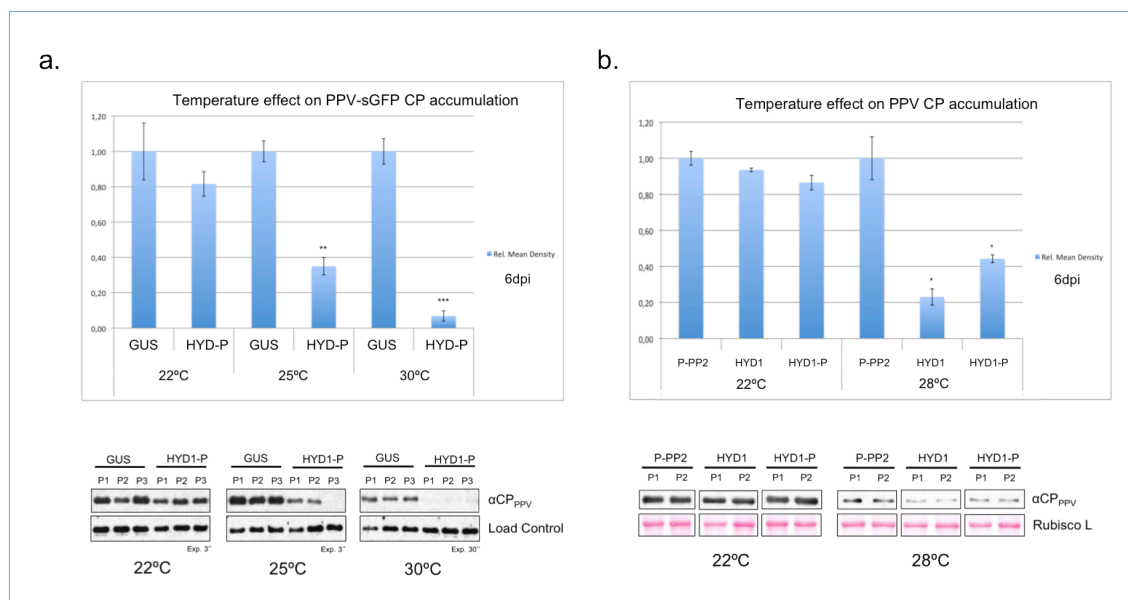 a.
Temperature effect on PPV-sGFP CP accumulation
1,20
1,00
0,80
0,60
0,40
0,20
0,00
**
***
GUS HYD-P GUS HYD-P GUS HYD-P
22ºC 25ºC 30ºC
Rel. Mean Density
6dpi
GUS HYD1-P GUS HYD1-P GUS HYD1-P
P1 P2 P3 P1 P2 P3 P1 P2 P3 P1 P2 P3 P1 P2 P3 P1 P2 P3
αCPPPV
Load Control
Exp. 3" Exp. 3" Exp. 30"
22ºC 25ºC 30ºC
b.
Temperature effect on PPV CP accumulation
1,20
1,00
0,80
0,60
0,40
0,20
0,00
*
*
P-PP2 HYD1 HYD1-P P-PP2 HYD1 HYD1-P
22ºC 28ºC
Rel. Mean Density
6dpi
P-PP2 HYD1 HYD1-P P-PP2 HYD1 HYD1-P
P1 P2 P1 P2 P1 P2 P1 P2 P1 P2 P1 P2
αCPPPV
Rubisco L
22ºC 28ºC